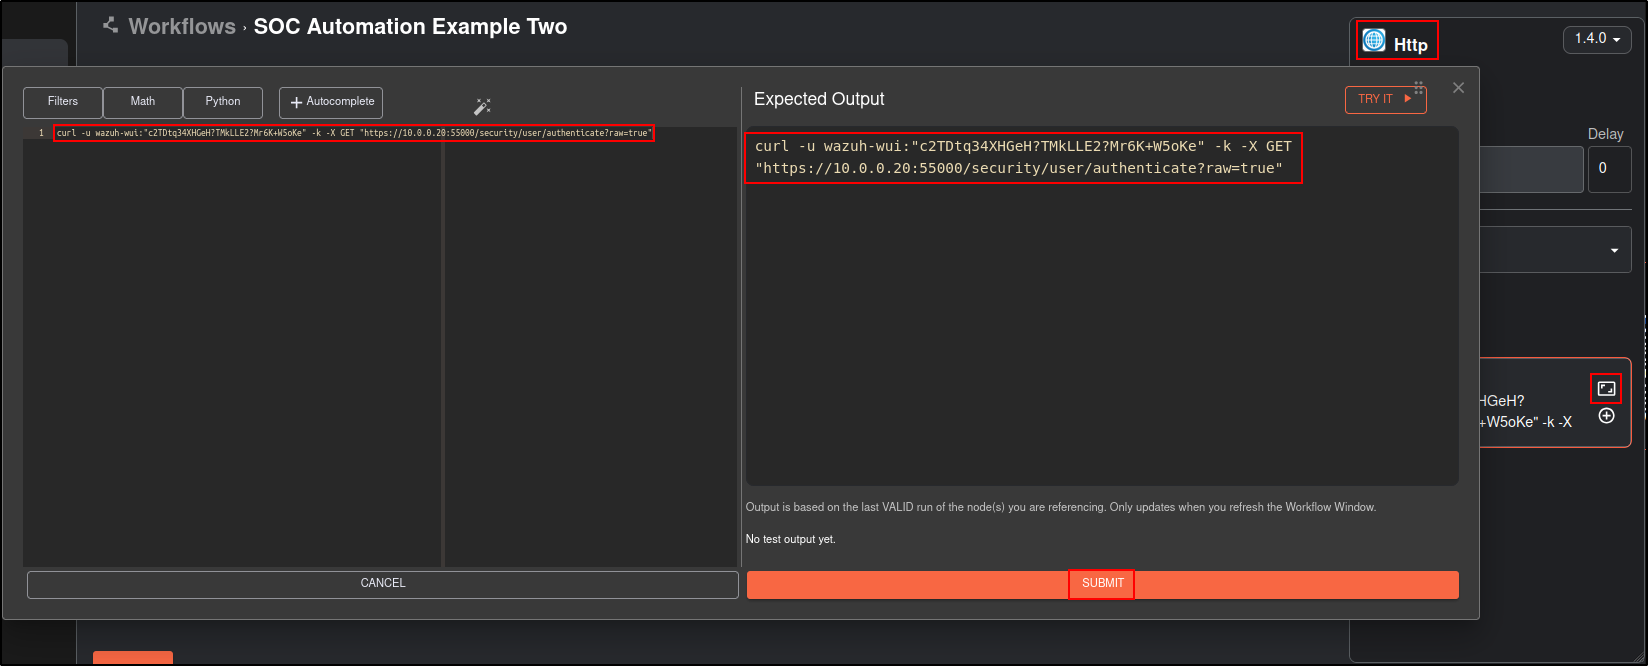 Workflows › SOC Automation Example Two
Http
1.4.0
Filters
Math
Python
Autocomplete
Expected Output
TRY IT
Delay
0
1 curl -u wazuh-wui:"c2TDtq34XHGeH?TMkLLE2?Mr6K+W5oKe" -k -X GET "https://10.0.0.20:55000/security/user/authenticate?raw=true"
curl -u wazuh-wui:"c2TDtq34XHGeH?TMkLLE2?Mr6K+W5oKe" -k -X GET
"https://10.0.0.20:55000/security/user/authenticate?raw=true"
HGeH?
+W5oKe" -k -X
Output is based on the last VALID run of the node(s) you are referencing. Only updates when you refresh the Workflow Window.
No test output yet.
CANCEL
SUBMIT